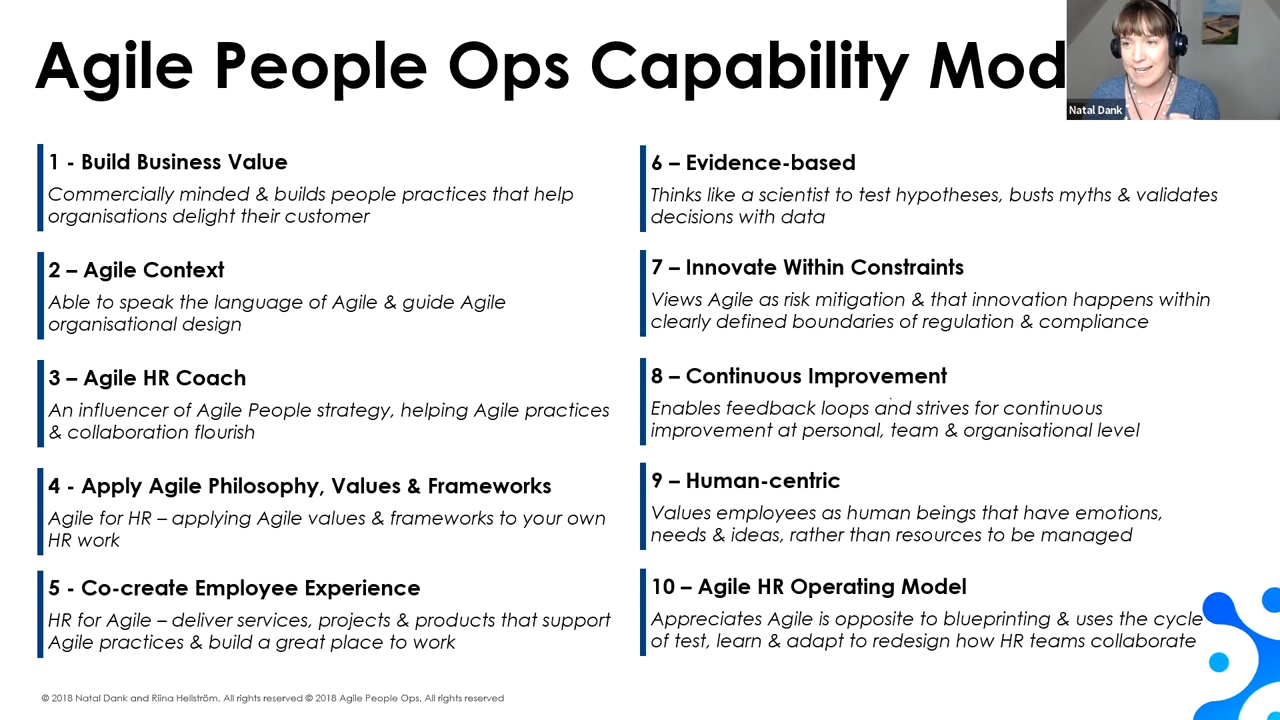 Agile People Ops Capability Mod
Natal Dank
1 - Build Business Value
Commercially minded & builds people practices that help
organisations delight their customer
2 – Agile Context
Able to speak the language of Agile & guide Agile
organisational design
3 – Agile HR Coach
An influencer of Agile People strategy, helping Agile practices
& collaboration flourish
4 - Apply Agile Philosophy, Values & Frameworks
Agile for HR – applying Agile values & frameworks to your own
HR work
5 - Co-create Employee Experience
HR for Agile – deliver services, projects & products that support
Agile practices & build a great place to work
6 – Evidence-based
Thinks like a scientist to test hypotheses, busts myths & validates
decisions with data
7 – Innovate Within Constraints
Views Agile as risk mitigation & that innovation happens within
clearly defined boundaries of regulation & compliance
8 – Continuous Improvement
Enables feedback loops and strives for continuous
improvement at personal, team & organisational level
9 – Human-centric
Values employees as human beings that have emotions,
needs & ideas, rather than resources to be managed
10 – Agile HR Operating Model
Appreciates Agile is opposite to blueprinting & uses the cycle
of test, learn & adapt to redesign how HR teams collaborate
© 2018 Natal Dank and Riina Hellström. All rights reserved © 2018 Agile People Ops, All rights reserved